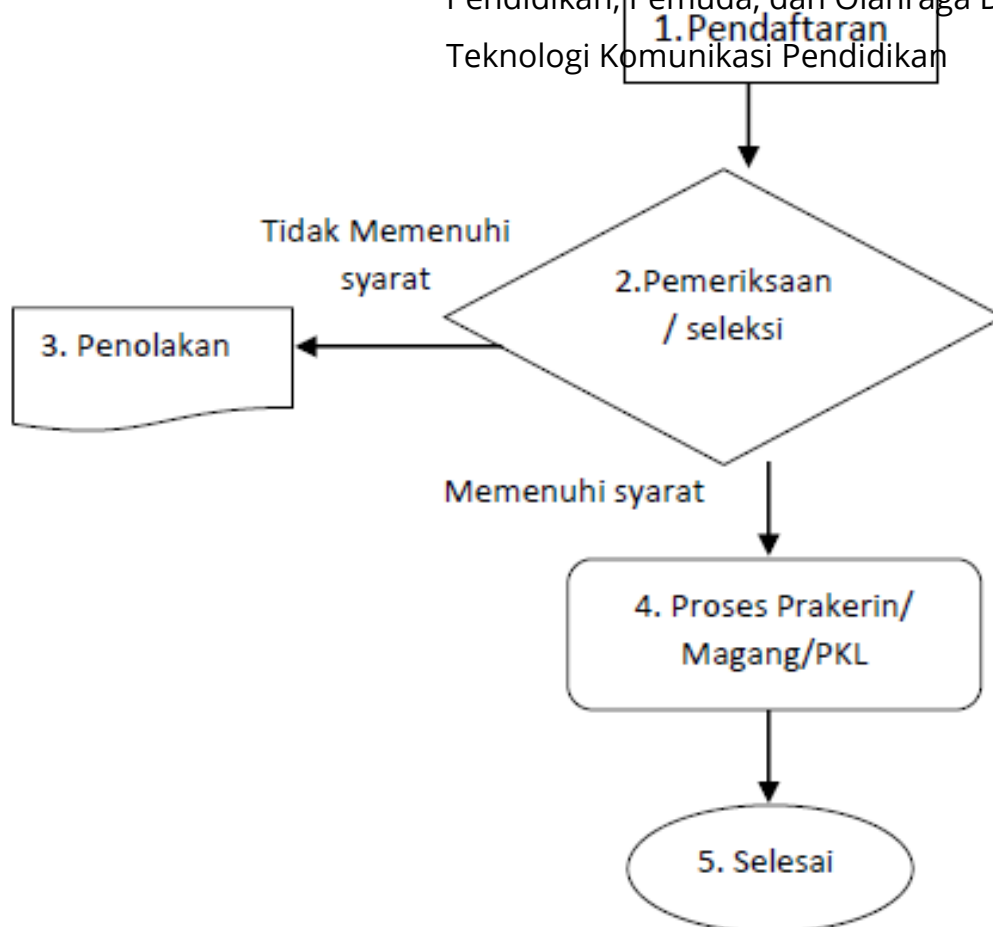 Pendidikan, Pemuda, dan Olahraga
1.Pendaftaran
Teknologi Komunikasi Pendidikan
Tidak Memenuhi
syarat
2.Pemeriksaan
/ seleksi
3. Penolakan
Memenuhi syarat
4. Proses Prakerin/
Magang/PKL
5. Selesai